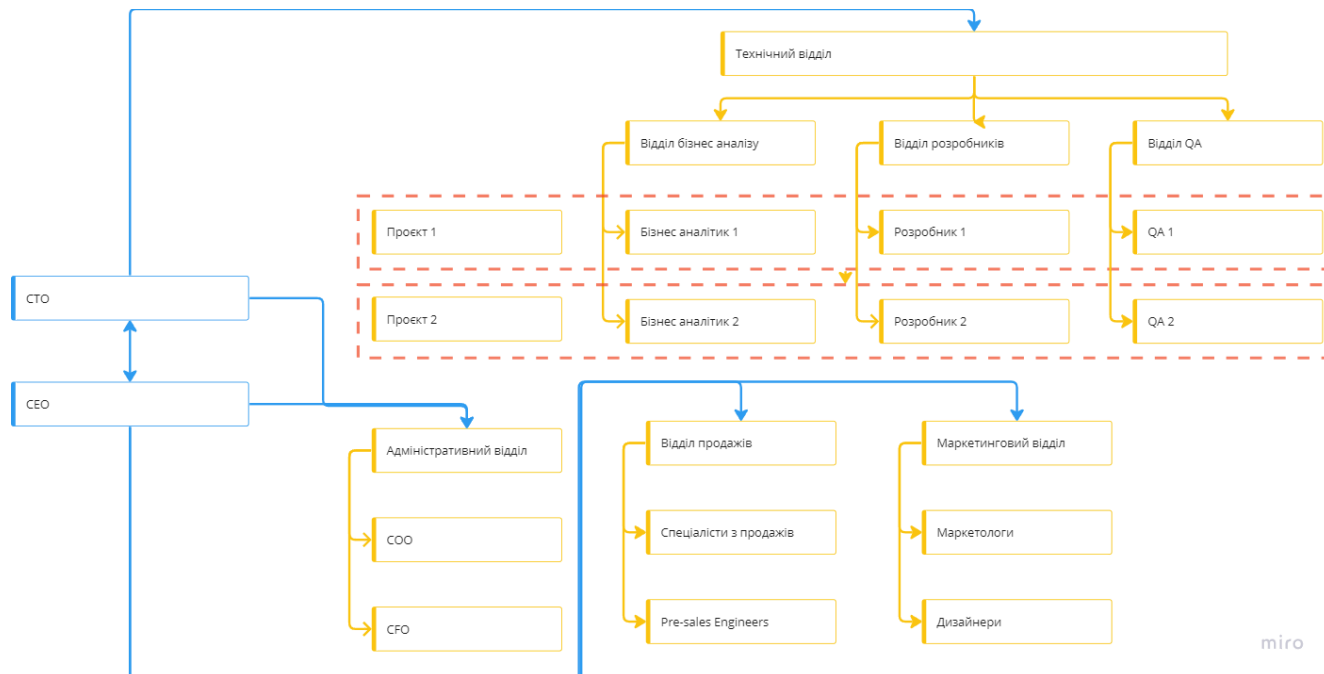 Технічний відділ
Відділ бізнес аналізу
Відділ розробників
Відділ QA
Проєкт 1
Бізнес аналітик 1
Розробник 1
QA 1
CTO
Проєкт 2
Бізнес аналітик 2
Розробник 2
QA 2
CEO
Адміністративний відділ
Відділ продажів
Маркетинговий відділ
COO
Спеціалісти з продажів
Маркетологи
CFO
Pre-sales Engineers
Дизайнери
miro